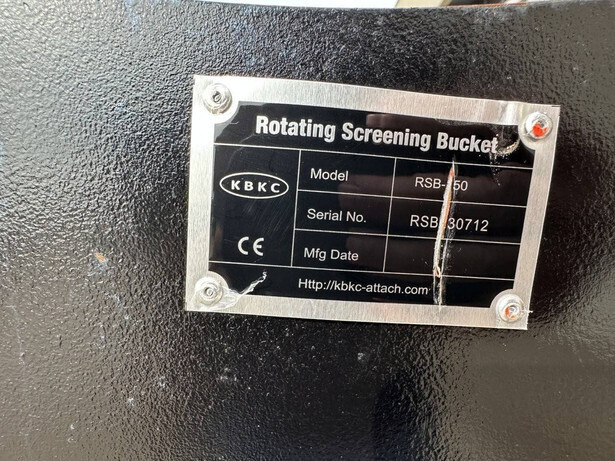 Rotating Screening Bucket
KBKC
Model
Serial No.
CE
Mfg Date
Http://kbkc-attach.com